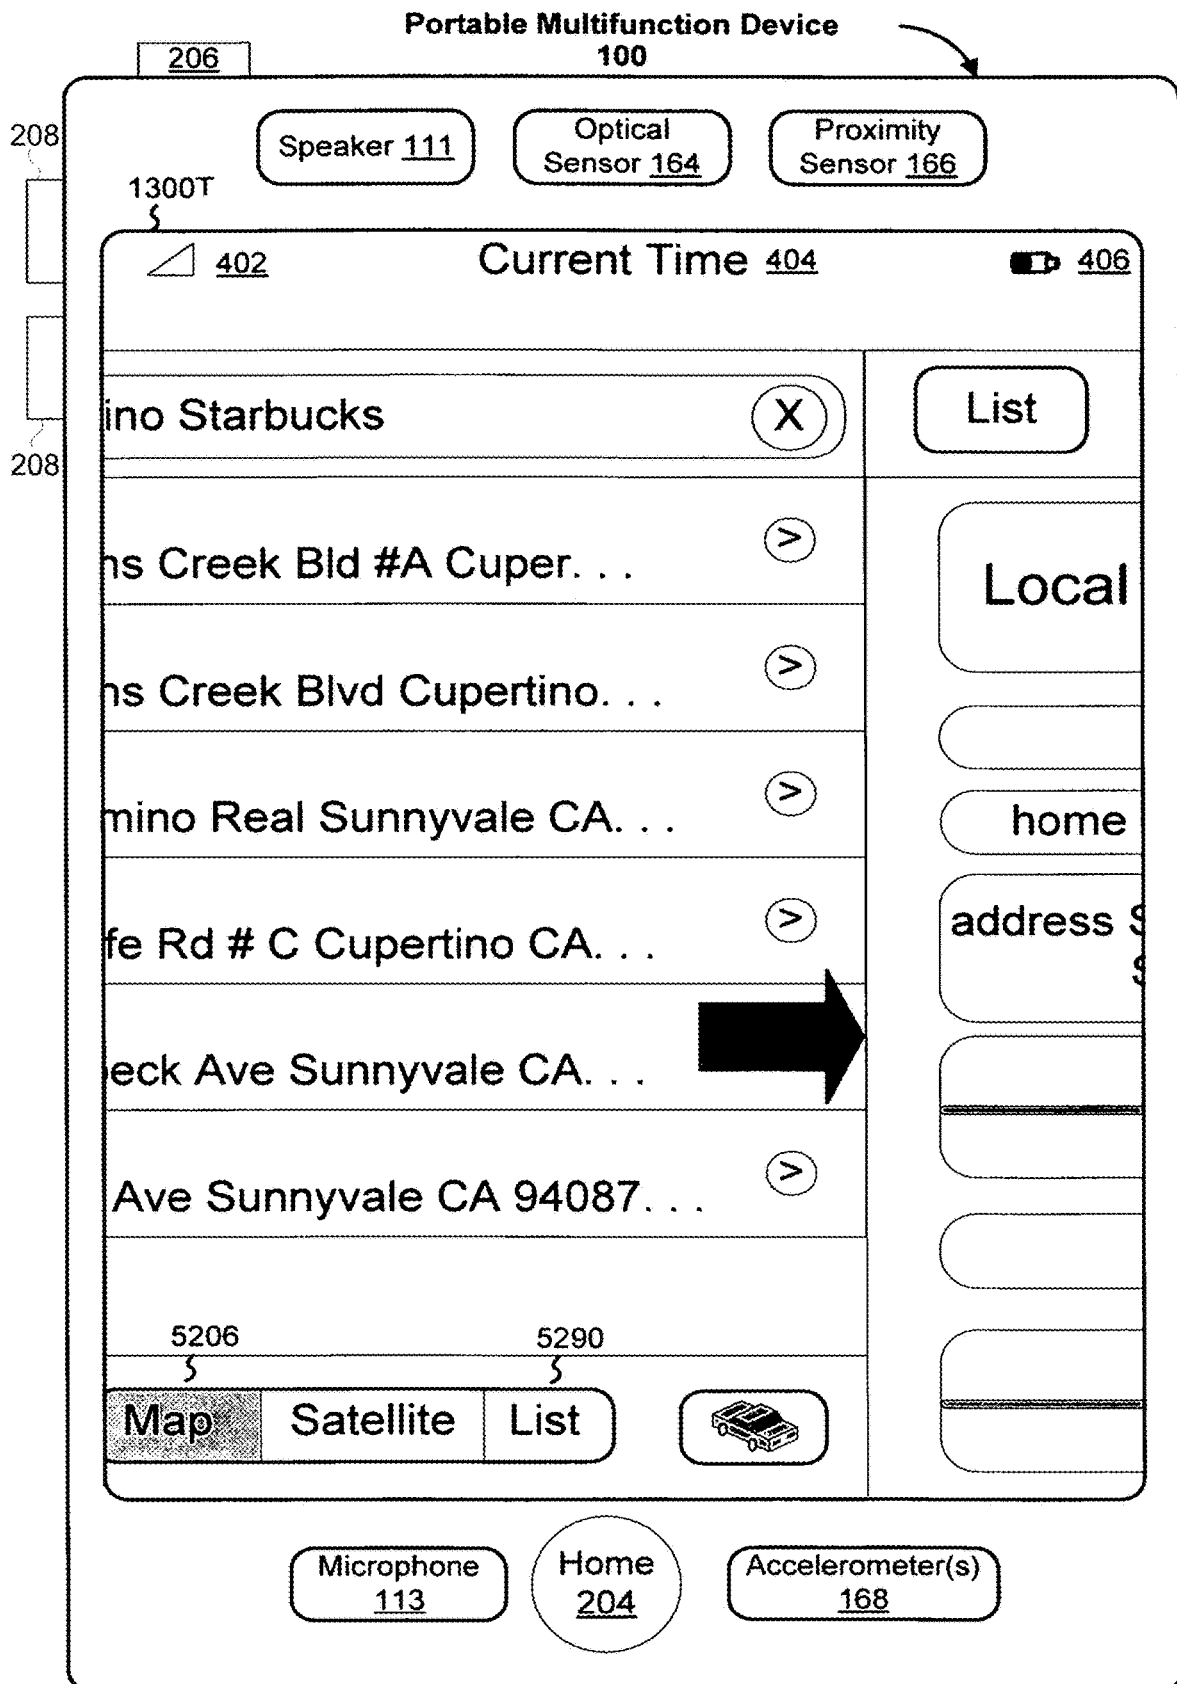 Portable Multifunction Device
100
206
208
208
Speaker 111
Optical
Sensor 164
Proximity
Sensor 166
1300T
402
Current Time 404
406
ino Starbucks
X
List
ns Creek Bld #A Cuper. . .
>
Local
ns Creek Blvd Cupertino. . .
>
mino Real Sunnyvale CA. . .
>
home
fe Rd # C Cupertino CA. . .
>
address S
S
eck Ave Sunnyvale CA. . .
Ave Sunnyvale CA 94087. . .
>
5206
5290
Map
Satellite
List
Microphone
113
Home
204
Accelerometer(s)
168